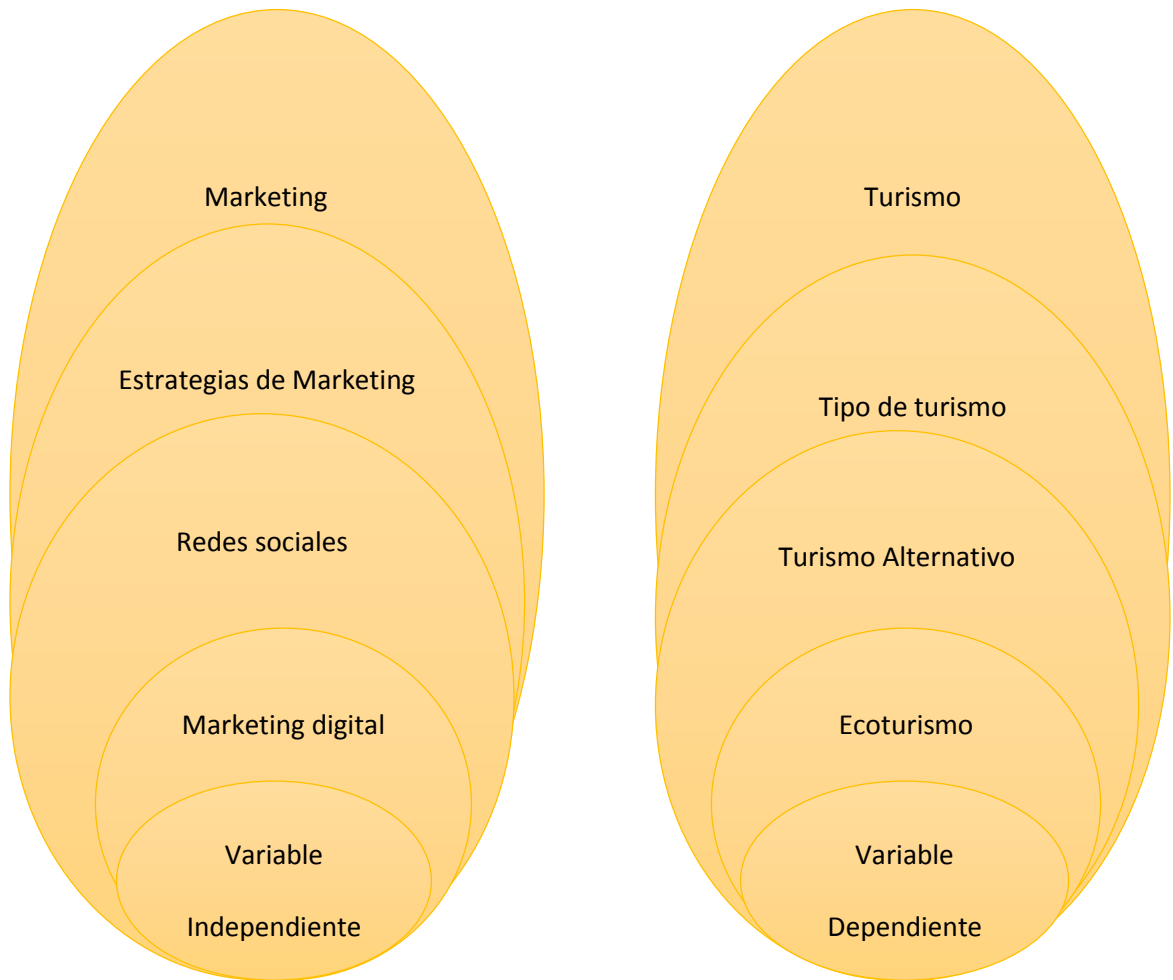 Marketing
Estrategias de Marketing
Redes sociales
Marketing digital
Variable
Independiente
Turismo
Tipo de turismo
Turismo Alternativo
Ecoturismo
Variable
Dependiente